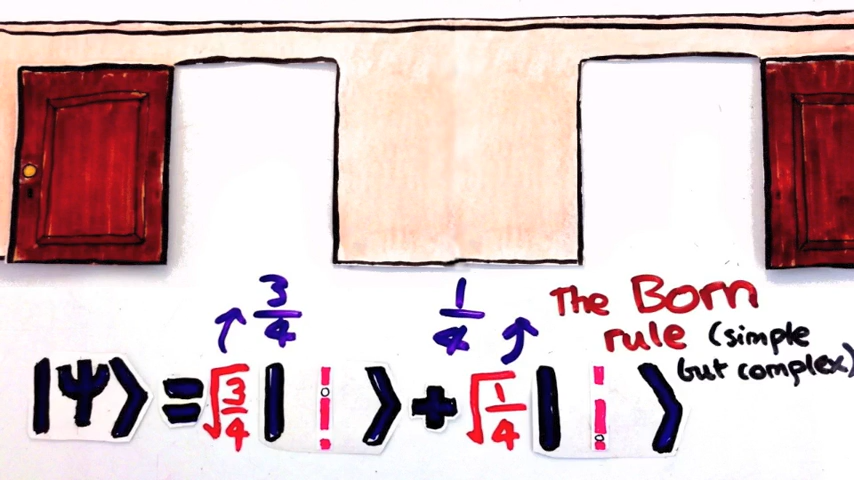 3/4 1/4 The Born
rule (simple
but complex)
|Ψ⟩ = √3/4 | ⟩ + √1/4 | ⟩